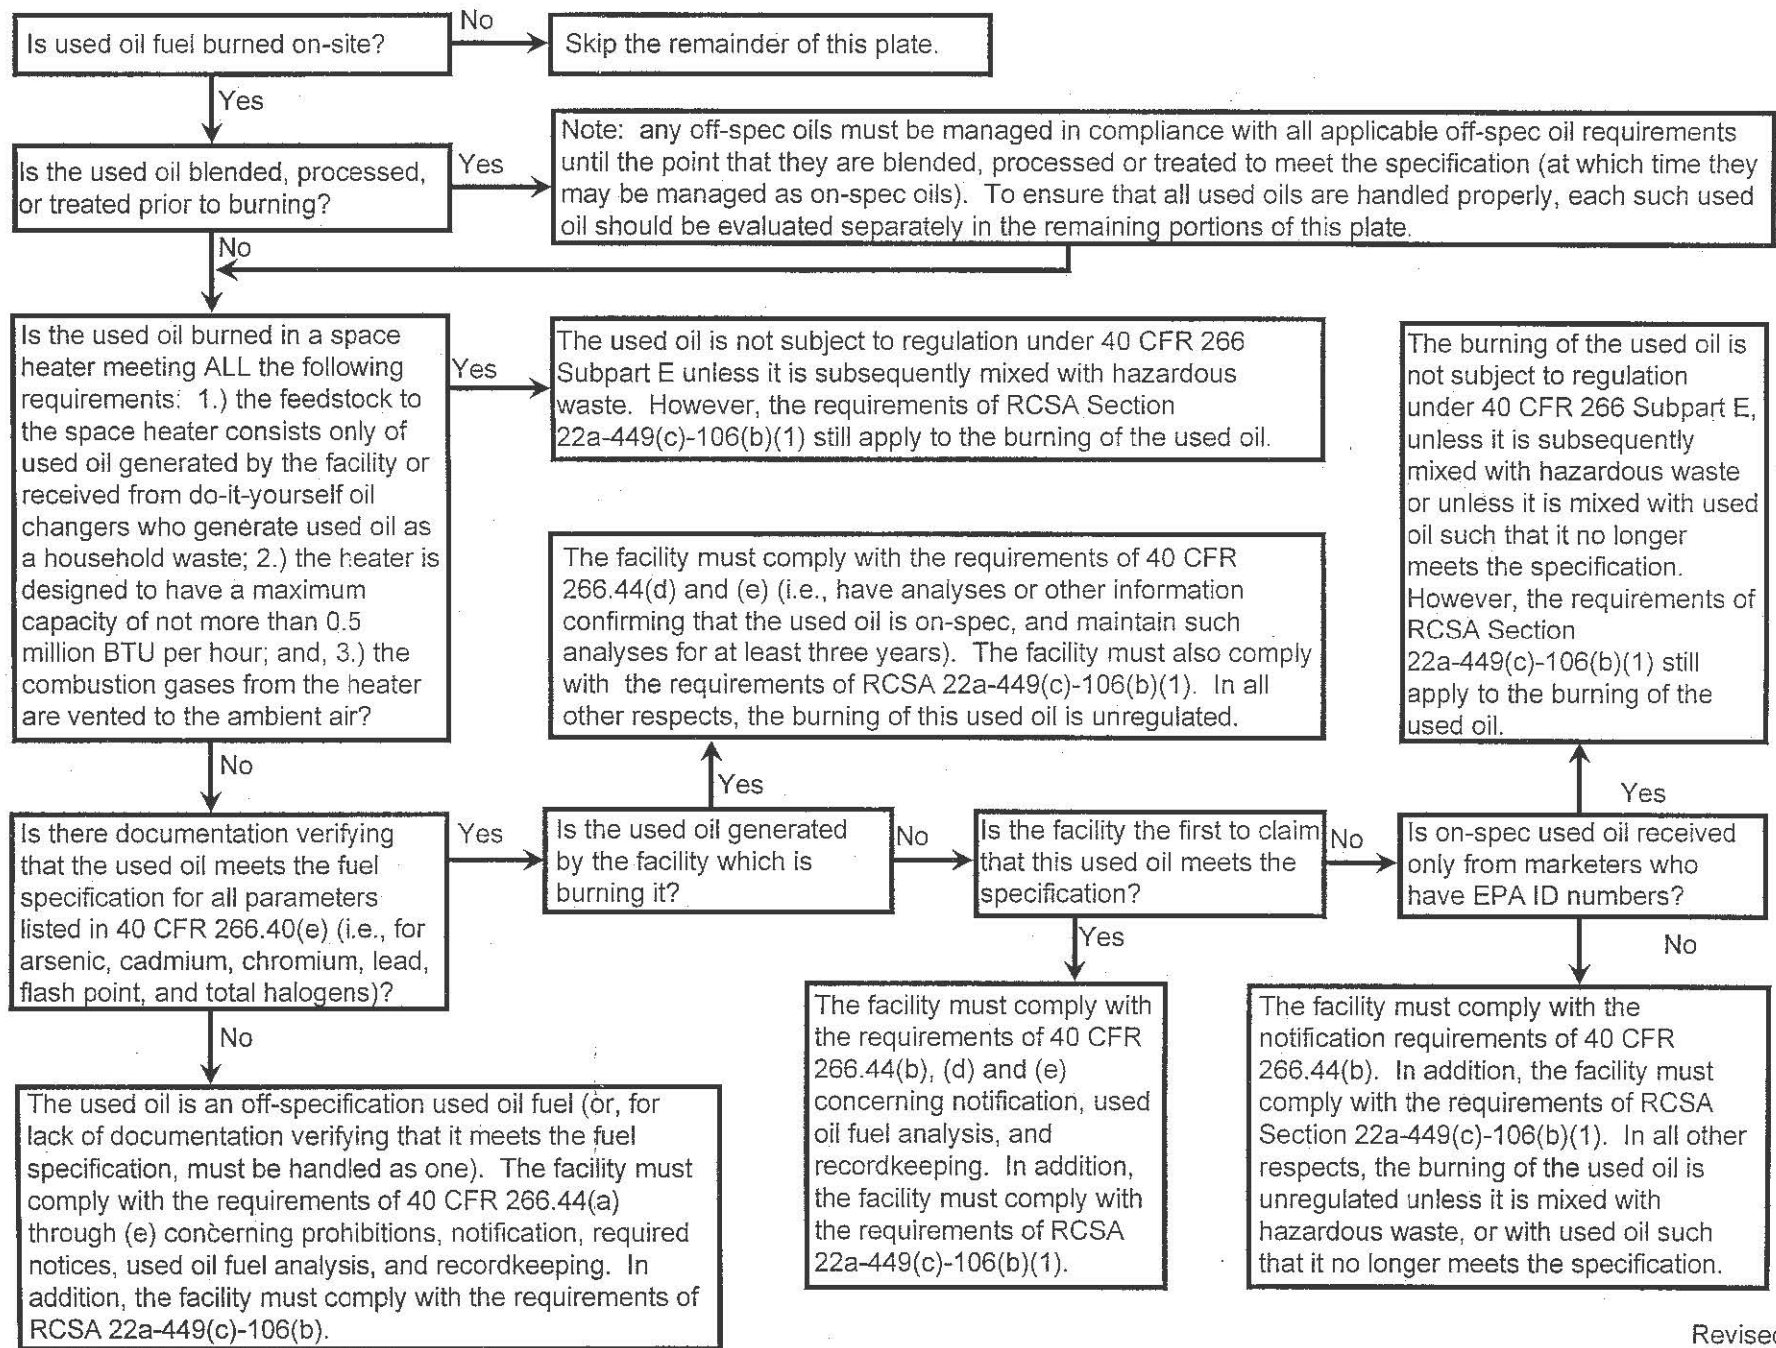 Is used oil fuel burned on-site?
No
Skip the remainder of this plate.
Yes
Is the used oil blended, processed,
or treated prior to burning?
Yes
Note: any off-spec oils must be managed in compliance with all applicable off-spec oil requirements
until the point that they are blended, processed or treated to meet the specification (at which time they
may be managed as on-spec oils). To ensure that all used oils are handled properly, each such used
oil should be evaluated separately in the remaining portions of this plate.
No
Is the used oil burned in a space
heater meeting ALL the following
requirements: 1.) the feedstock to
the space heater consists only of
used oil generated by the facility or
received from do-it-yourself oil
changers who generate used oil as
a household waste; 2.) the heater is
designed to have a maximum
capacity of not more than 0.5
million BTU per hour; and, 3.) the
combustion gases from the heater
are vented to the ambient air?
Yes
The used oil is not subject to regulation under 40 CFR 266
Subpart E unless it is subsequently mixed with hazardous
waste. However, the requirements of RCSA Section
22a-449(c)-106(b)(1) still apply to the burning of the used oil.
No
Is there documentation verifying
that the used oil meets the fuel
specification for all parameters
listed in 40 CFR 266.40(e) (i.e., for
arsenic, cadmium, chromium, lead,
flash point, and total halogens)?
Yes
Is the used oil generated
by the facility which is
burning it?
Yes
The facility must comply with the requirements of 40 CFR
266.44(d) and (e) (i.e., have analyses or other information
confirming that the used oil is on-spec, and maintain such
analyses for at least three years). The facility must also comply
with the requirements of RCSA 22a-449(c)-106(b)(1). In all
other respects, the burning of this used oil is unregulated.
No
Is the facility the first to claim
that this used oil meets the
specification?
No
Is on-spec used oil received
only from marketers who
have EPA ID numbers?
Yes
The burning of the used oil is
not subject to regulation
under 40 CFR 266 Subpart E,
unless it is subsequently
mixed with hazardous waste
or unless it is mixed with used
oil such that it no longer
meets the specification.
However, the requirements of
RCSA Section
22a-449(c)-106(b)(1) still
apply to the burning of the
used oil.
No
The used oil is an off-specification used oil fuel (or, for
lack of documentation verifying that it meets the fuel
specification, must be handled as one). The facility must
comply with the requirements of 40 CFR 266.44(a)
through (e) concerning prohibitions, notification, required
notices, used oil fuel analysis, and recordkeeping. In
addition, the facility must comply with the requirements of
RCSA 22a-449(c)-106(b).
Yes
The facility must comply with
the requirements of 40 CFR
266.44(b), (d) and (e)
concerning notification, used
oil fuel analysis, and
recordkeeping. In addition,
the facility must comply with
the requirements of RCSA
22a-449(c)-106(b)(1).
No
The facility must comply with the
notification requirements of 40 CFR
266.44(b). In addition, the facility must
comply with the requirements of RCSA
Section 22a-449(c)-106(b)(1). In all other
respects, the burning of the used oil is
unregulated unless it is mixed with
hazardous waste, or with used oil such
that it no longer meets the specification.
Revised